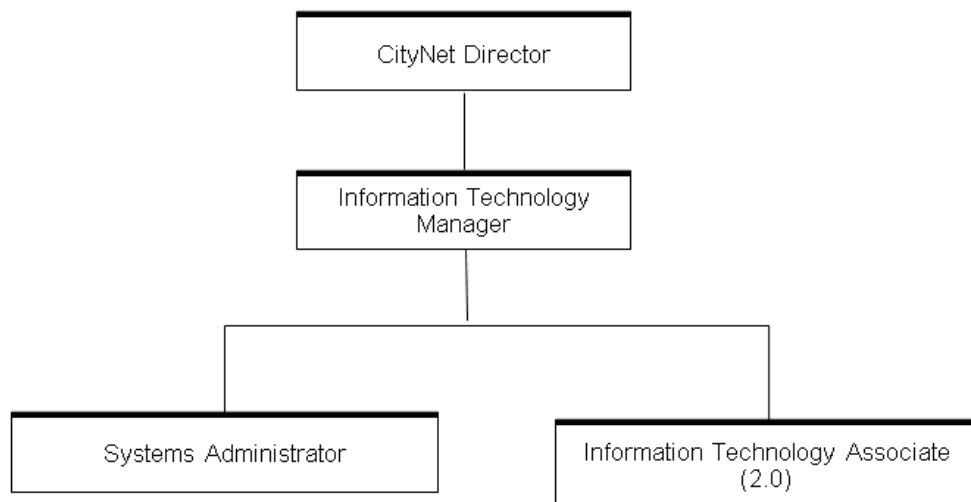 CityNet Director
Information Technology
Manager
Systems Administrator
Information Technology Associate
(2.0)